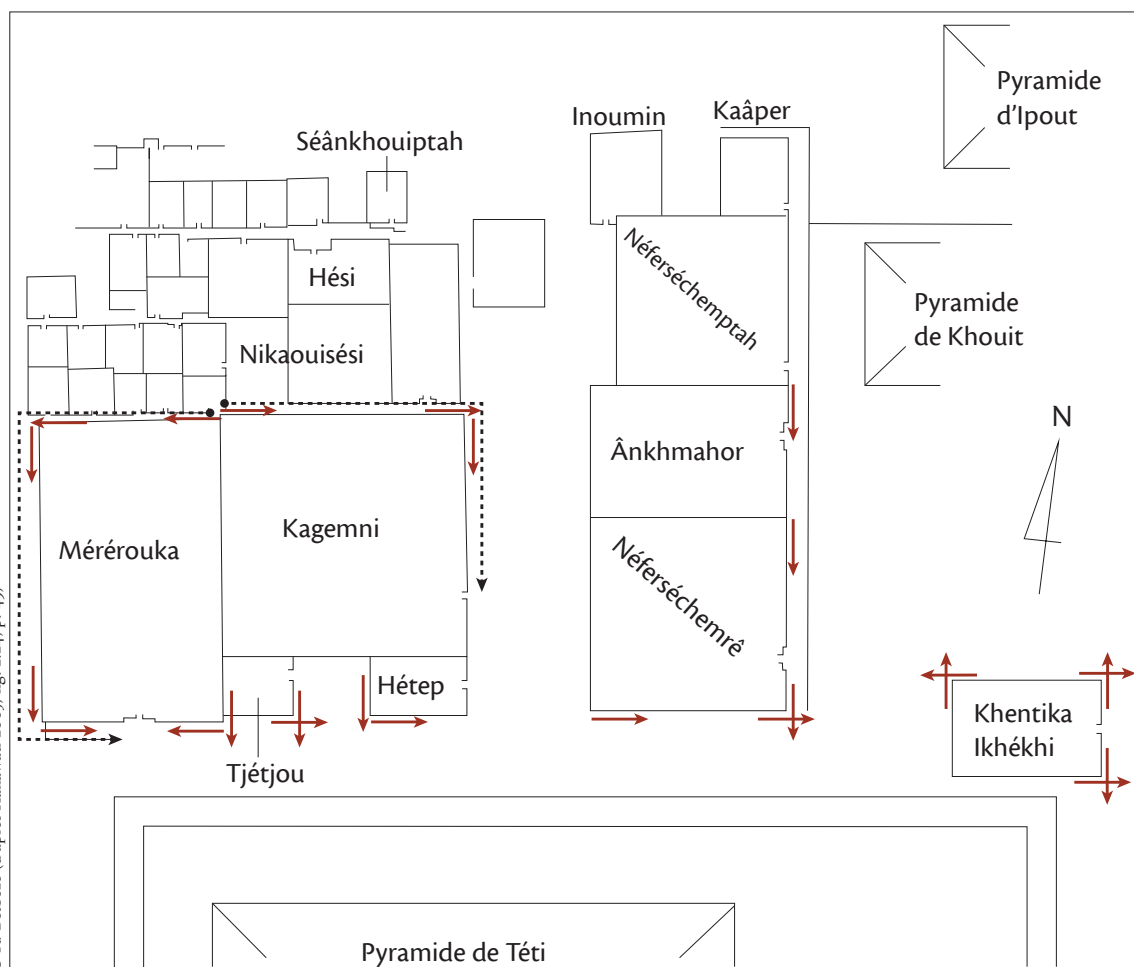 Pyramide
d'Ipout
Inoumin
Kaâper
Séânkhouiptah
Néferséchemptah
Hési
Pyramide
de Khouit
Nikaouisési
N
Ânkhmahor
Kagemni
Mérérouka
Néferséchemrê
Hétep
Khentika
Ikhékhi
Tjétjou
Pyramide de Téti